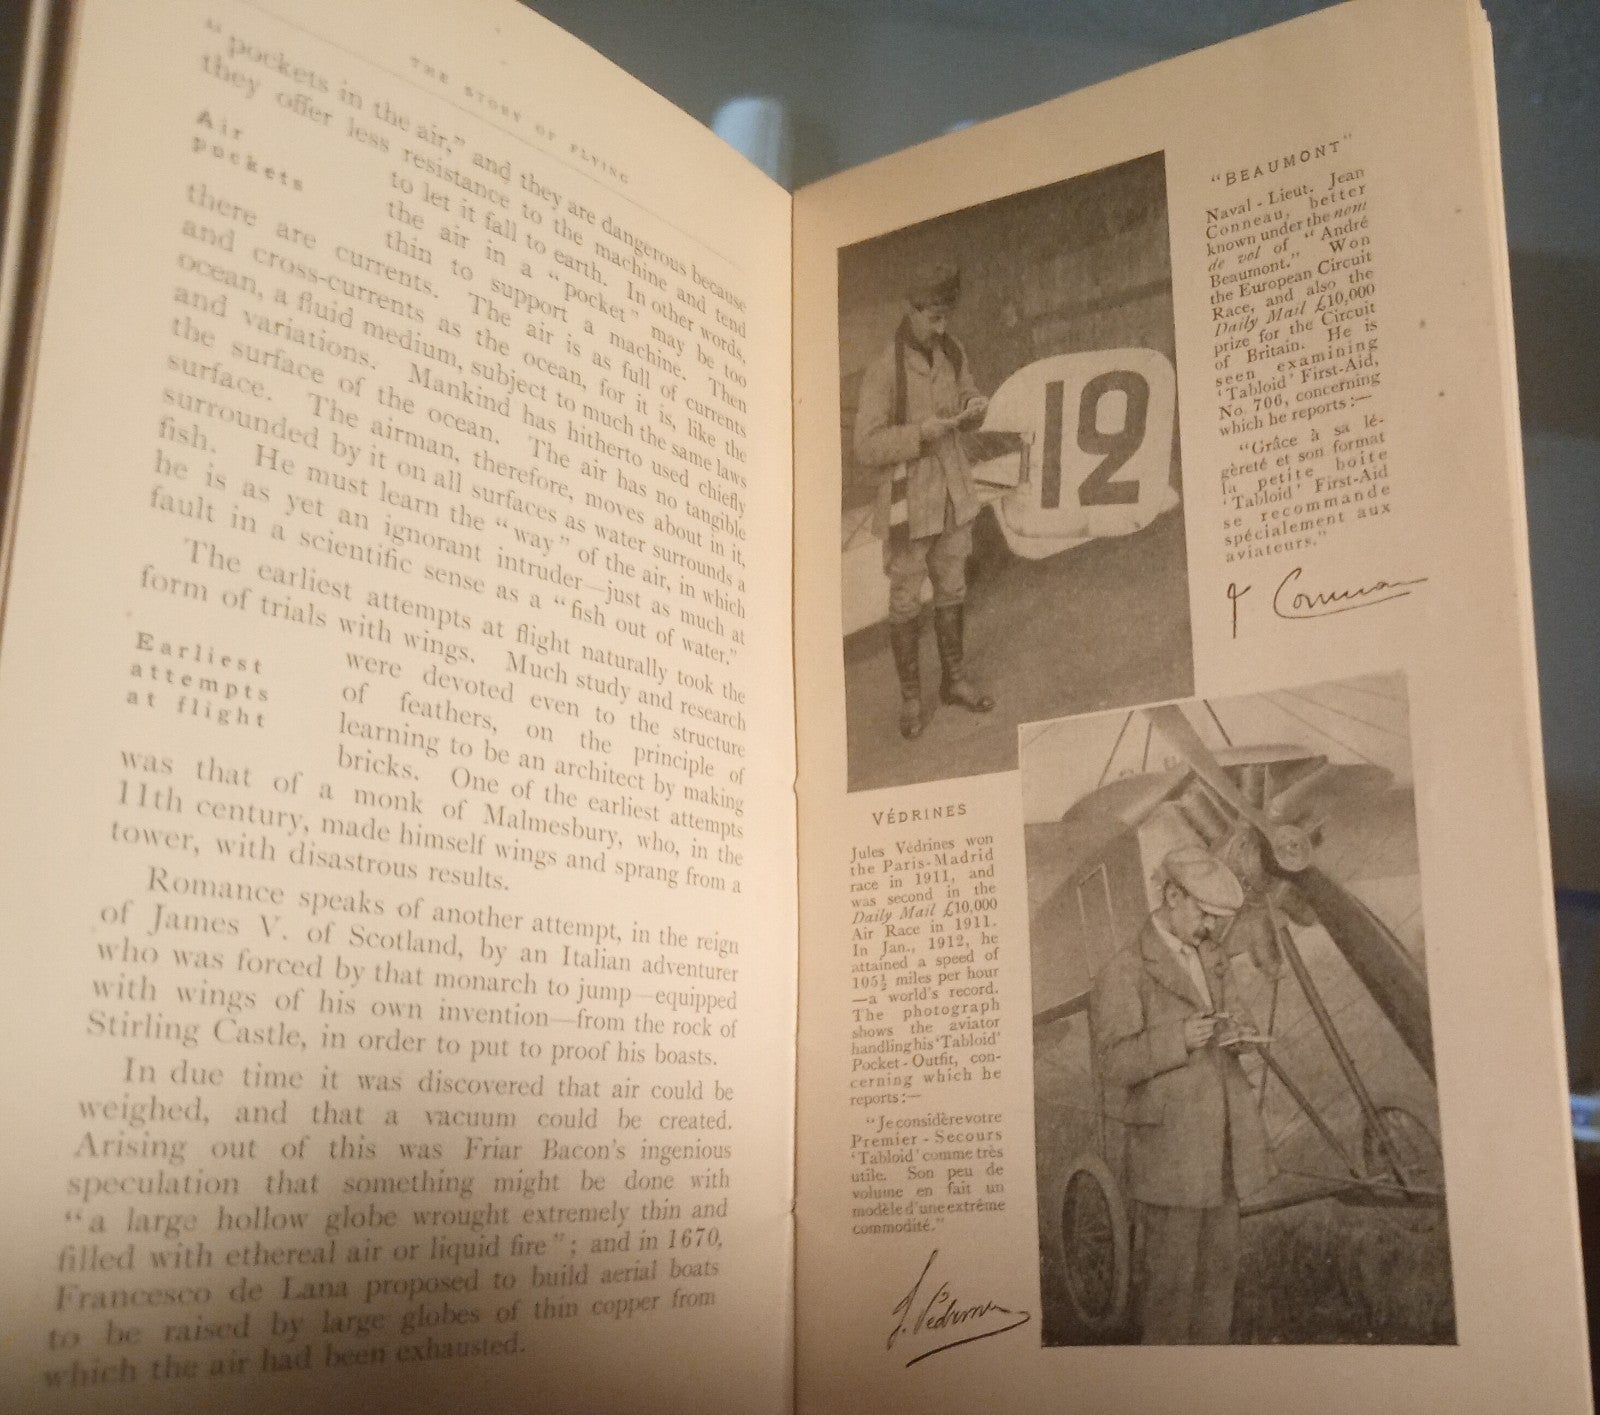 THE STORY OF FLYING
"pockets in the air," and they are dangerous because
they offer less resistance to the machine and tend
Air
pockets
to let it fall to earth. In other words,
the air in a "pocket" may be too
thin to support a machine. Then
there are currents. The air is as full of currents
and cross-currents as the ocean, for it is, like the
ocean, a fluid medium, subject to much the same laws
and variations. Mankind has hitherto used chiefly
the surface of the ocean. The air has no tangible
surface. The airman, therefore, moves about in it,
surrounded by it on all surfaces as water surrounds a
fish. He must learn the "way" of the air, in which
he is as yet an ignorant intruder—just as much at
fault in a scientific sense as a "fish out of water."
The earliest attempts at flight naturally took the
form of trials with wings. Much study and research
Earliest
attempts
at flight
were devoted even to the structure
of feathers, on the principle of
learning to be an architect by making
bricks. One of the earliest attempts
was that of a monk of Malmesbury, who, in the
11th century, made himself wings and sprang from a
tower, with disastrous results.
Romance speaks of another attempt, in the reign
of James V. of Scotland, by an Italian adventurer
who was forced by that monarch to jump—equipped
with wings of his own invention—from the rock of
Stirling Castle, in order to put to proof his boasts.
In due time it was discovered that air could be
weighed, and that a vacuum could be created.
Arising out of this was Friar Bacon's ingenious
speculation that something might be done with
"a large hollow globe wrought extremely thin and
filled with ethereal air or liquid fire"; and in 1670,
Francesco de Lana proposed to build aerial boats
to be raised by large globes of thin copper from
which the air had been exhausted.
12
"BEAUMONT"
Naval-Lieut. Jean
Conneau, better
known under the nom
de vol of "André
Beaumont." Won
the European Circuit
Race, and also the
Daily Mail £10,000
prize for the Circuit
of Britain. He is
seen examining
'Tabloid' First-Aid,
No 706, concerning
which he reports:—
"Grâce à sa lé-
gèreté et son format
la petite boîte
'Tabloid' First-Aid
se recommande
spécialement aux
aviateurs."
J Conneau
VÉDRINES
Jules Védrines won
the Paris-Madrid
race in 1911, and
was second in the
Daily Mail £10,000
Air Race in 1911.
In Jan., 1912, he
attained a speed of
105½ miles per hour
—a world's record.
The photograph
shows the aviator
handling his 'Tabloid'
Pocket-Outfit, con-
cerning which he
reports:—
"Je considère votre
Premier-Secours
'Tabloid' comme très
utile. Son peu de
volume en fait un
modèle d'une extrême
commodité."
J. Védrines